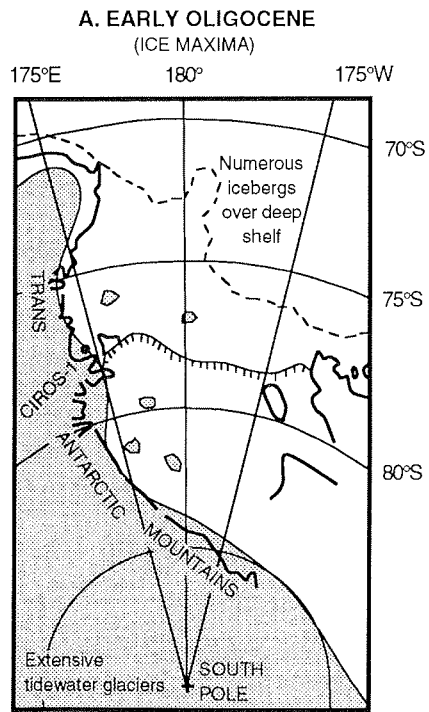 A. EARLY OLIGOCENE
(ICE MAXIMA)
175°E 180° 175°W
70°S
Numerous
icebergs
over deep
shelf
75°S
TRANS
CIROS-1
ANTARCTIC
80°S
MOUNTAINS
Extensive
tidewater glaciers
SOUTH
POLE